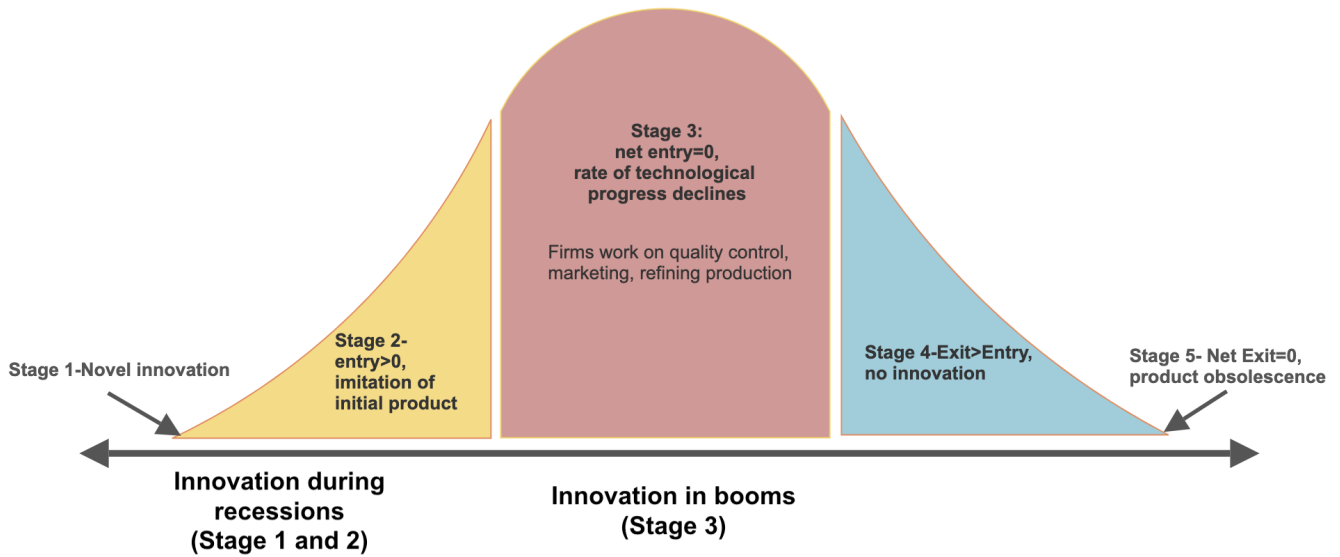 Stage 3:
net entry=0,
rate of technological
progress declines
Firms work on quality control,
marketing, refining production
Stage 1-Novel innovation
Stage 2-
entry>0,
imitation of
initial product
Stage 4-Exit>Entry,
no innovation
Stage 5- Net Exit=0,
product obsolescence
Innovation during
recessions
(Stage 1 and 2)
Innovation in booms
(Stage 3)